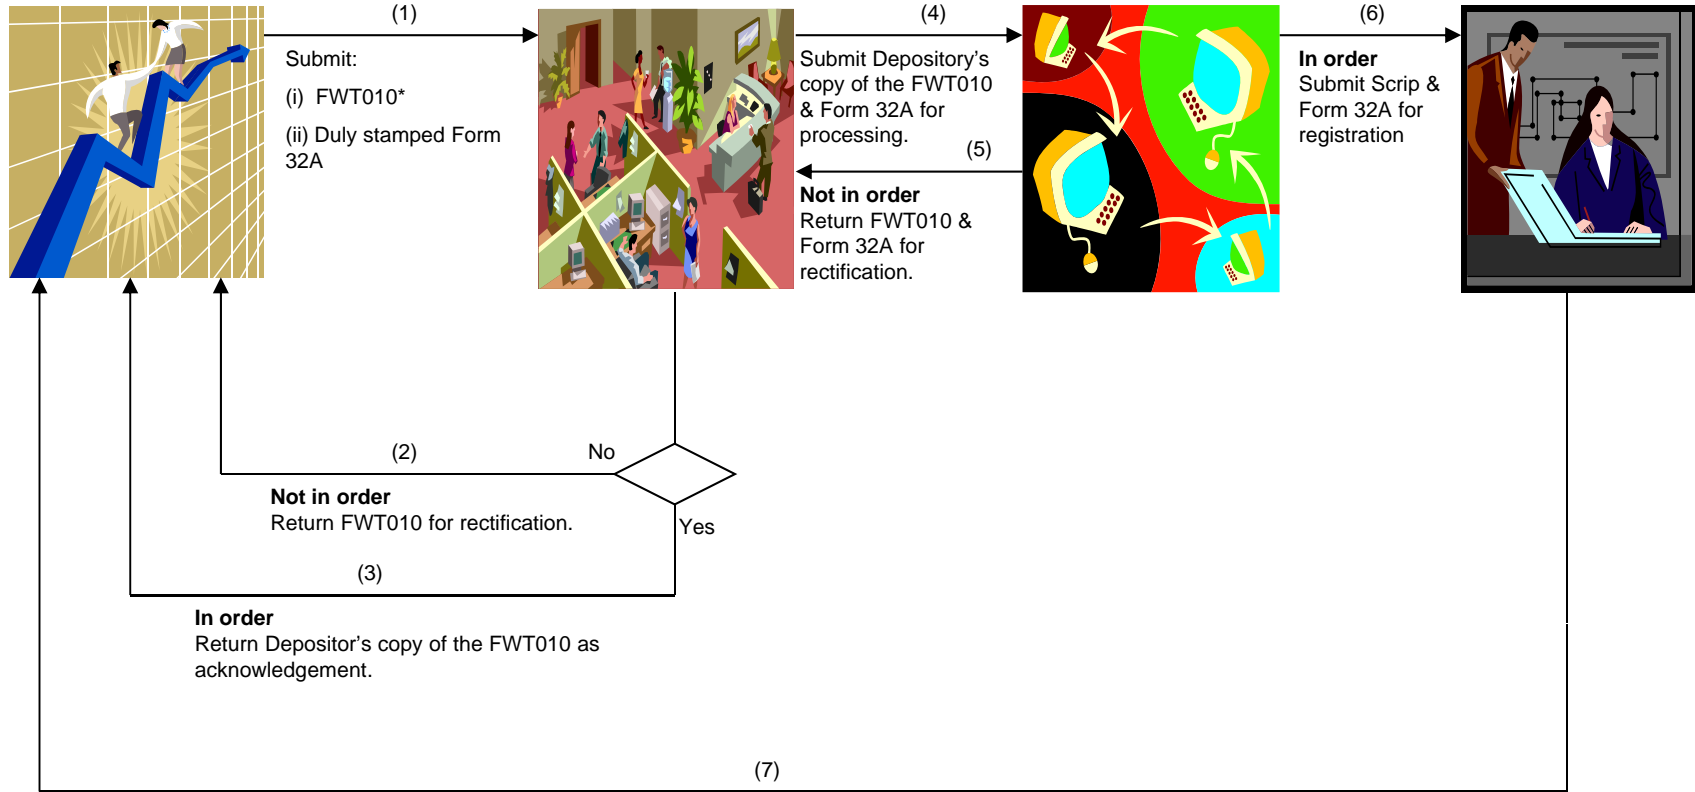 (1)
Submit:
(i) FWT010*
(ii) Duly stamped Form
32A
(4)
Submit Depository’s
copy of the FWT010
& Form 32A for
processing.
(5)
Not in order
Return FWT010 &
Form 32A for
rectification.
(6)
In order
Submit Scrip &
Form 32A for
registration
(2)
No
Not in order
Return FWT010 for rectification.
Yes
(3)
In order
Return Depositor’s copy of the FWT010 as
acknowledgement.
(7)